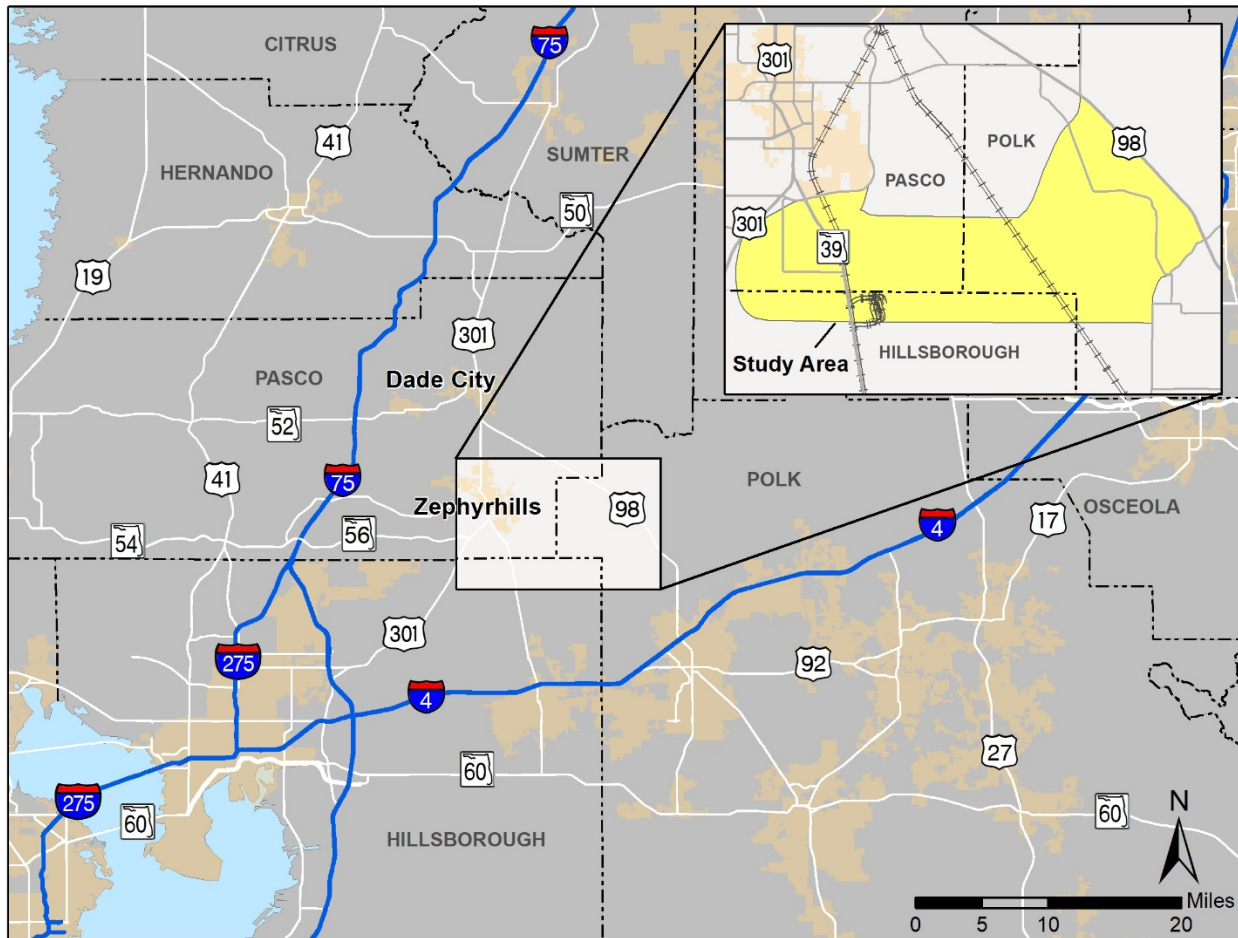 CITRUS
75
301
POLK
98
41
HERNANDO
SUMTER
PASCO
50
301
39
19
Study Area
HILLSBOROUGH
301
PASCO
Dade City
52
41
75
POLK
Zephyrhills
98
4
17
OSCEOLA
54
56
301
275
92
4
27
60
275
60
60
HILLSBOROUGH
N
Miles
0 5 10 20